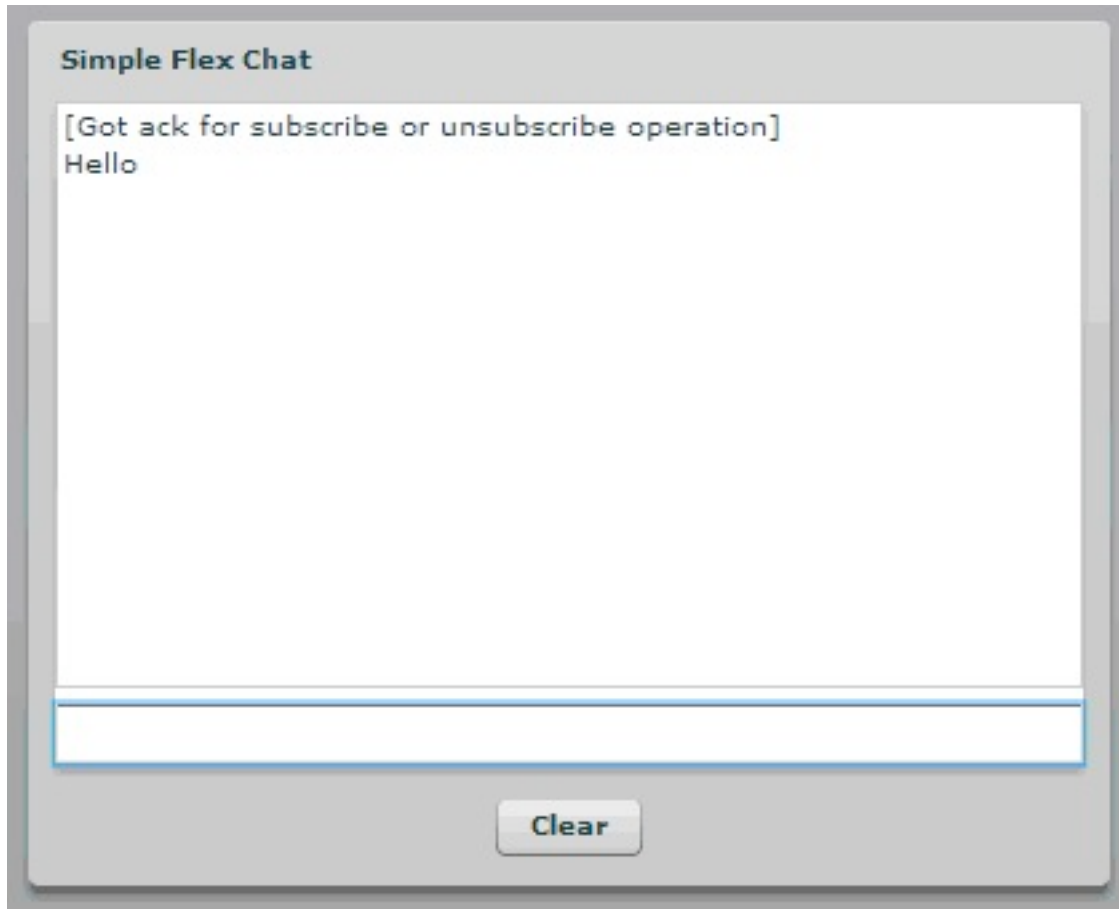 Simple Flex Chat
[Got ack for subscribe or unsubscribe operation]
Hello
Clear